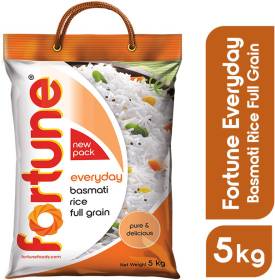 fortune®
new
pack
everyday
basmati
rice
full grain
pure &
delicious
fortunefoods.com
Net Weight 5 kg
Fortune Everyday
Basmati Rice Full Grain
5kg